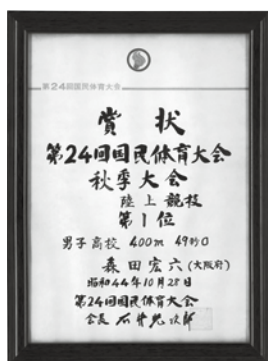 第24回国民体育大会
賞状
第24回国民体育大会
秋季大会
陸上競技
第1位
男子高校 400m 49秒0
森田宏六(大阪府)
昭和44年10月28日
第24回国民体育大会
会長 石井光次郎